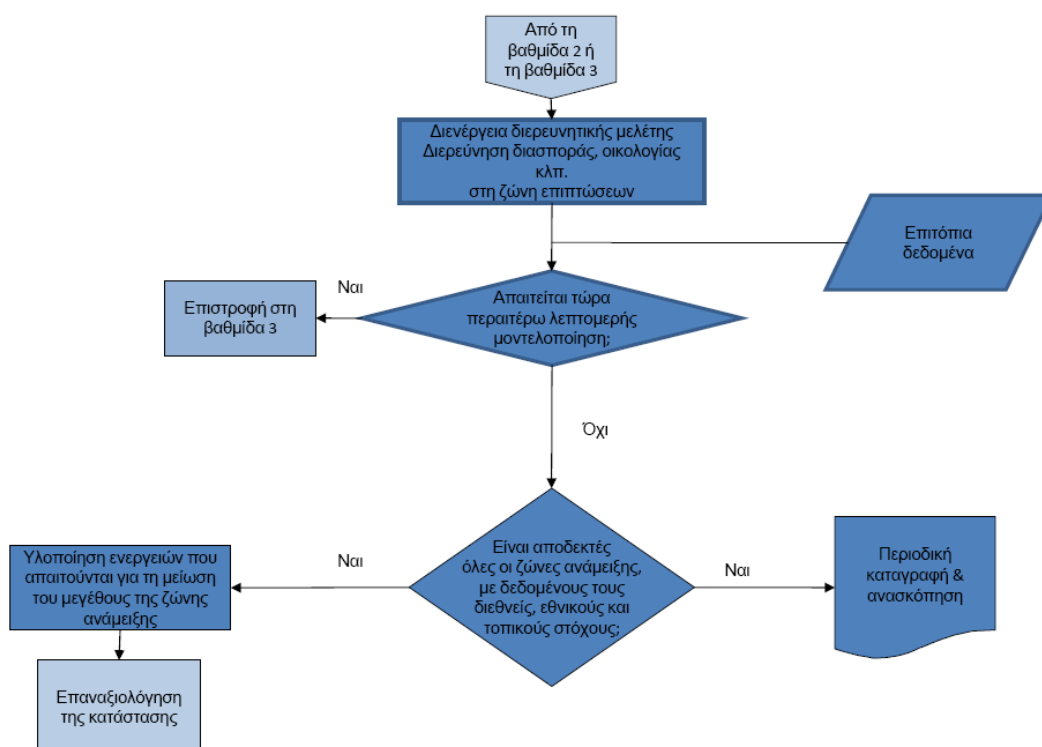 Από τη
βαθμίδα 2 ή
τη βαθμίδα 3
Διενέργεια διερευνητικής μελέτης
Διερεύνηση διασποράς, οικολογίας
κλπ.
στη ζώνη επιπτώσεων
Επιτόπια
δεδομένα
Ναι
Επιστροφή στη
βαθμίδα 3
Απαιτείται τώρα
περαιτέρω λεπτομερής
μοντελοποίηση;
Όχι
Υλοποίηση ενεργειών που
απαιτούνται για τη μείωση
του μεγέθους της ζώνης
ανάμειξης
Ναι
Είναι αποδεκτές
όλες οι ζώνες ανάμειξης,
με δεδομένους τους
διεθνείς, εθνικούς και
τοπικούς στόχους;
Ναι
Περιοδική
καταγραφή &
ανασκόπηση
Επαναξιολόγηση
της κατάστασης